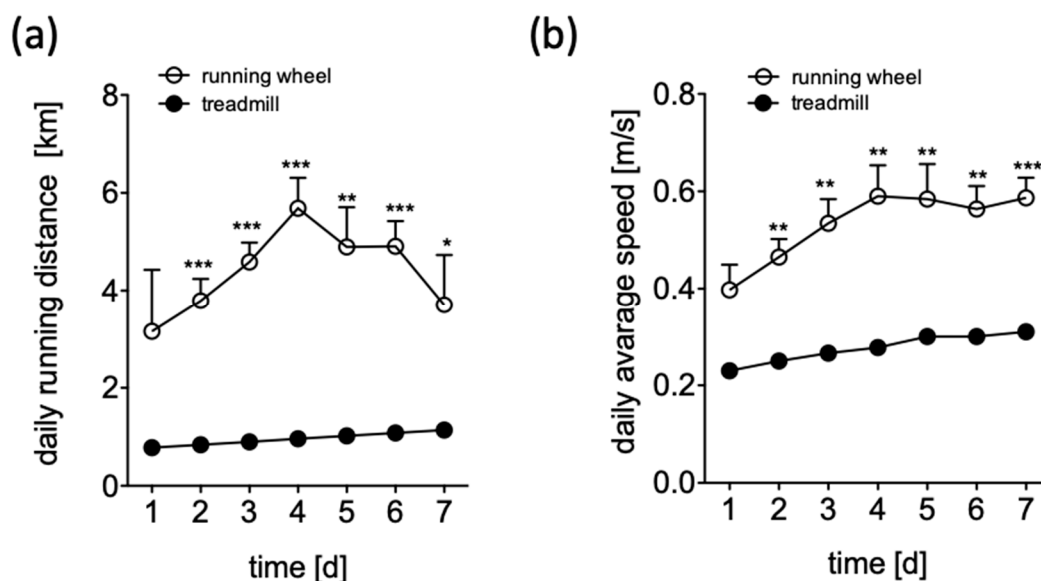 (a)
running wheel
treadmill
daily running distance [km]
8
6
4
2
0
***
***
***
**
***
*
1 2 3 4 5 6 7
time [d]
(b)
running wheel
treadmill
daily avarage speed [m/s]
0.8
0.6
0.4
0.2
0.0
**
**
**
**
**
***
1 2 3 4 5 6 7
time [d]